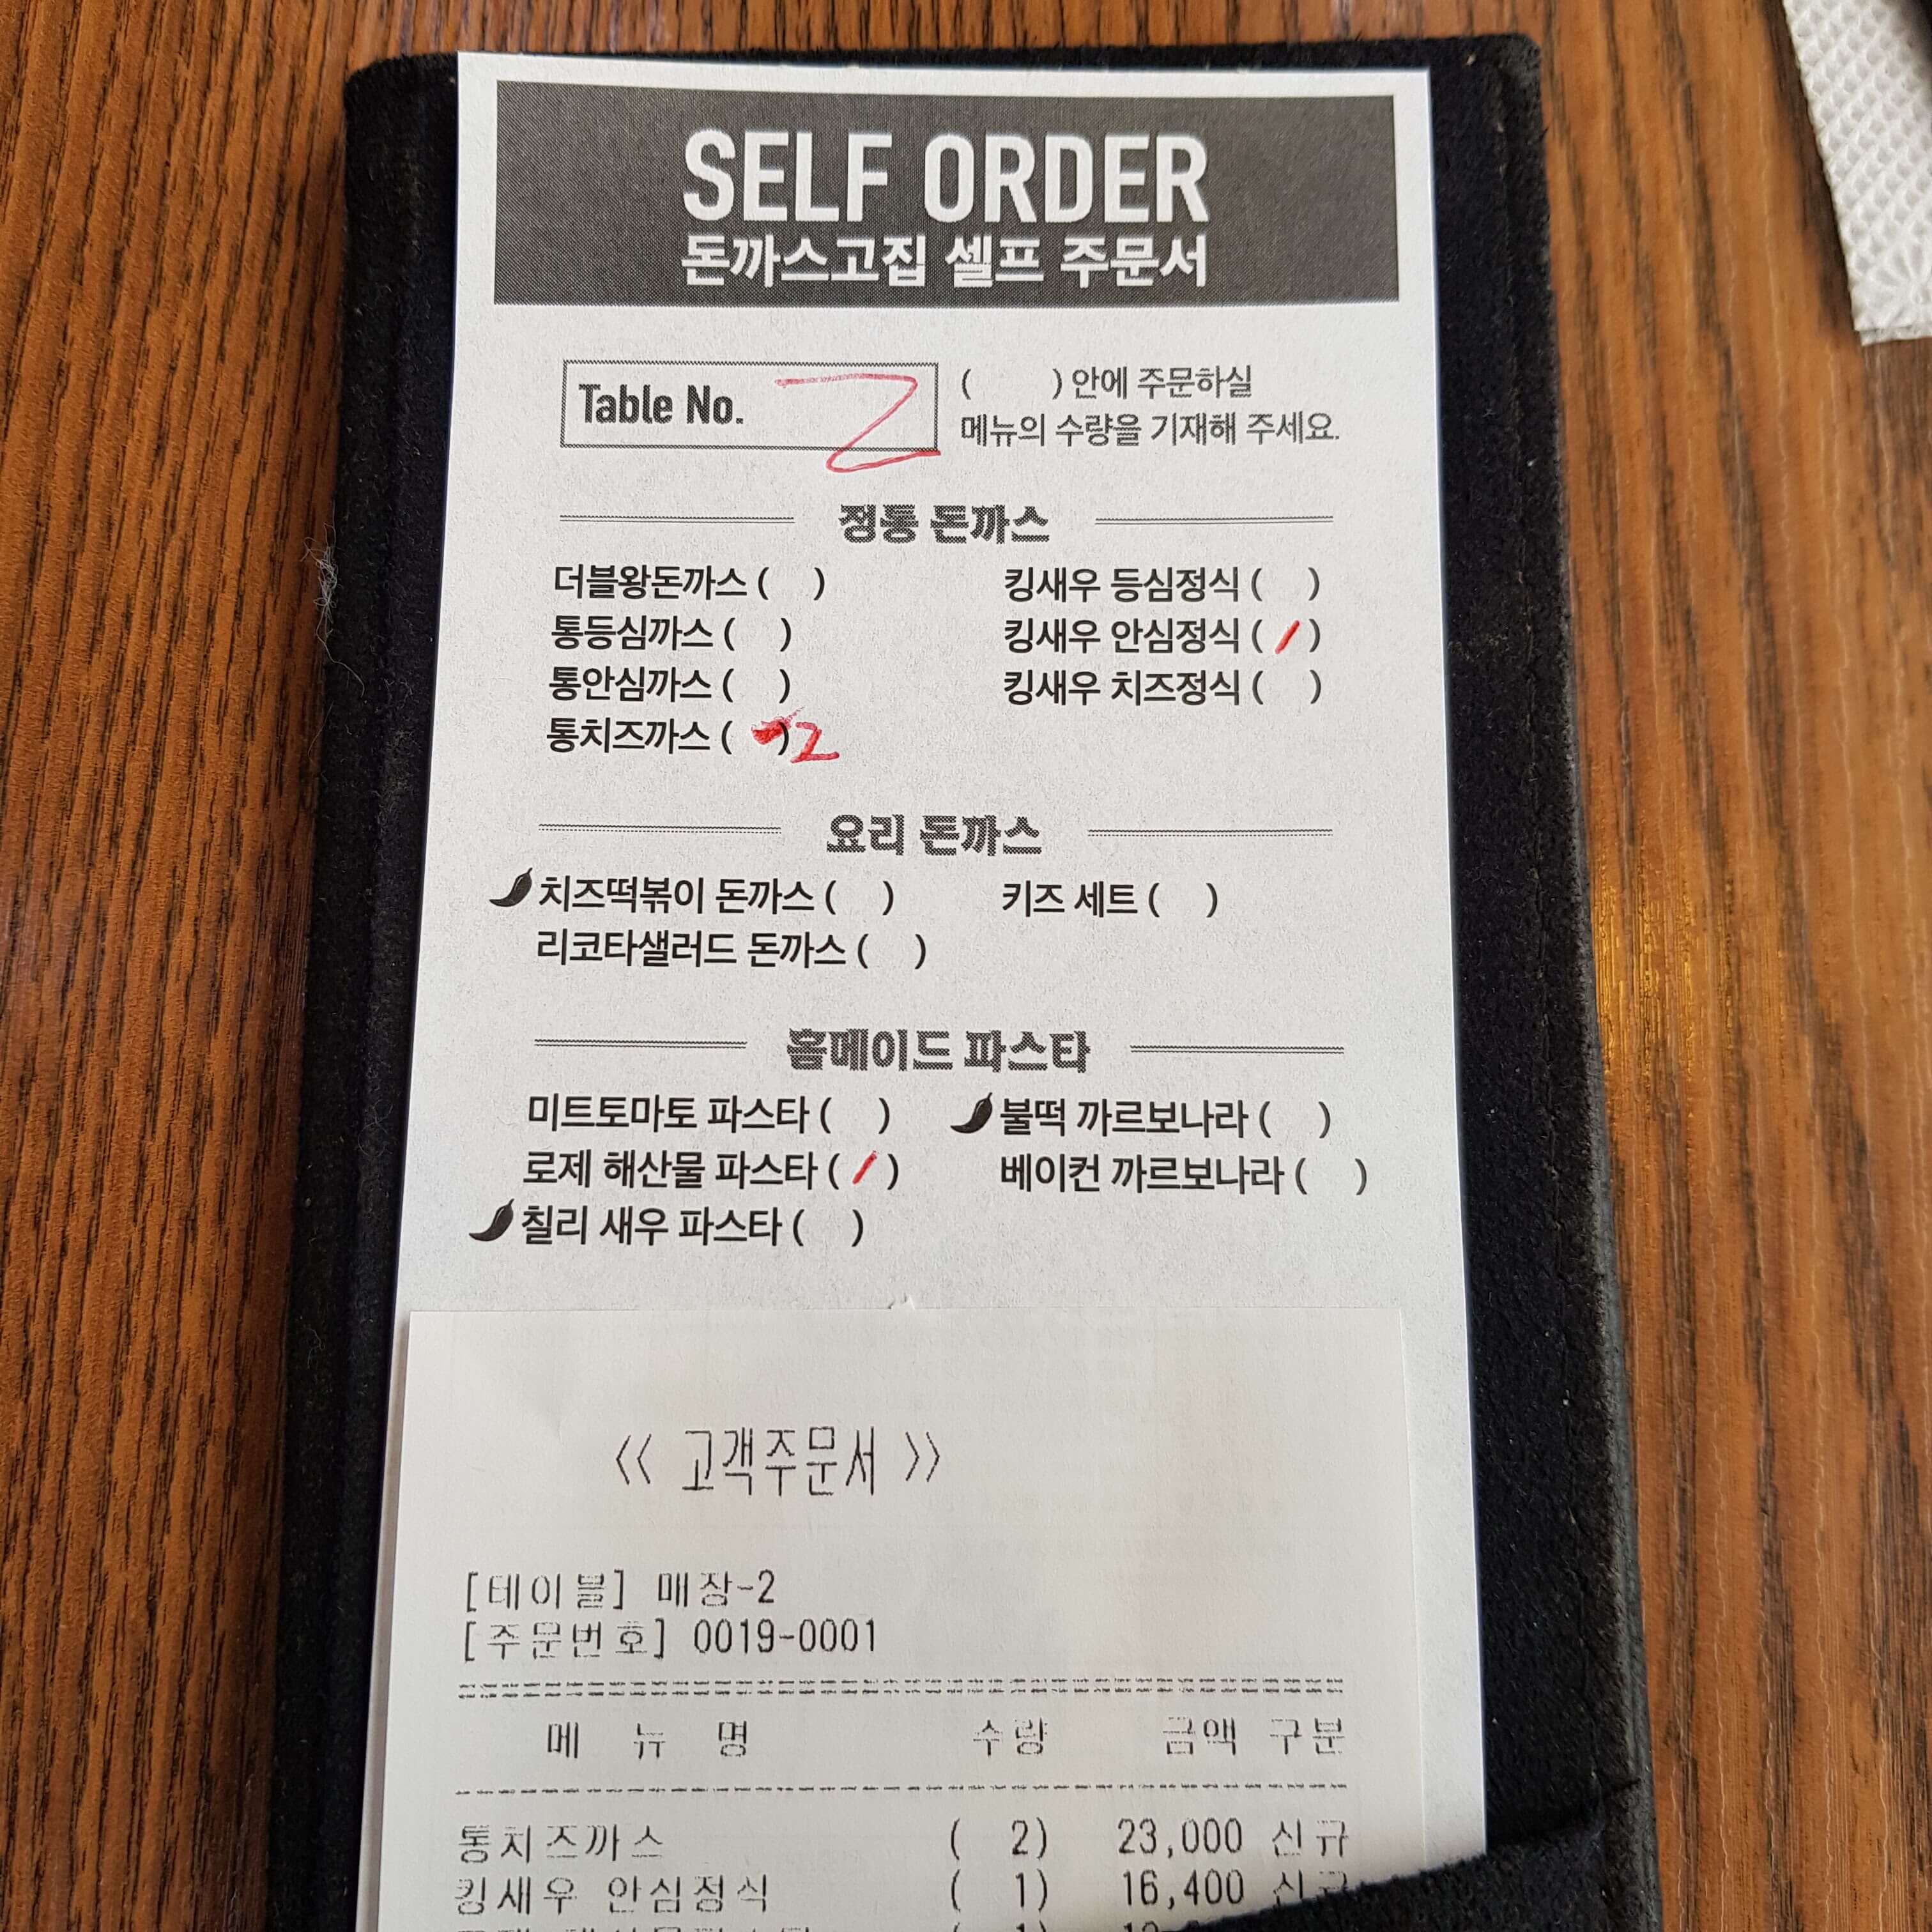 SELF ORDER
돈까스고집 셀프 주문서
Table No. 2
( ) 안에 주문하실
메뉴의 수량을 기재해 주세요.
정통 돈까스
더블왕돈까스 ( ) 킹새우 등심정식 ( )
통등심까스 ( ) 킹새우 안심정식 ( / )
통안심까스 ( ) 킹새우 치즈정식 ( )
통치즈까스 ( ) 2
요리 돈까스
치즈떡볶이 돈까스 ( ) 키즈 세트 ( )
리코타샐러드 돈까스 ( )
홈메이드 파스타
미트토마토 파스타 ( ) 불떡 까르보나라 ( )
로제 해산물 파스타 ( / ) 베이컨 까르보나라 ( )
칠리 새우 파스타 ( )
<< 고객주문서 >>
[테이블] 매장-2
[주문번호] 0019-0001
메 뉴 명 수량 금액 구분
통치즈까스 ( 2) 23,000 신규
킹새우 안심정식 ( 1) 16,400 신규